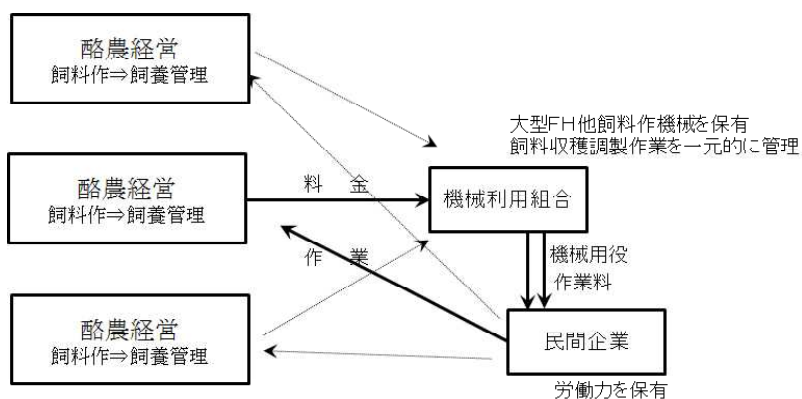 酪農経営
飼料作⇒飼養管理
大型FH他飼料作機械を保有
飼料収穫調製作業を一元的に管理
酪農経営
飼料作⇒飼養管理
料 金
機械利用組合
作 業
機械用役
作業料
酪農経営
飼料作⇒飼養管理
民間企業
労働力を保有